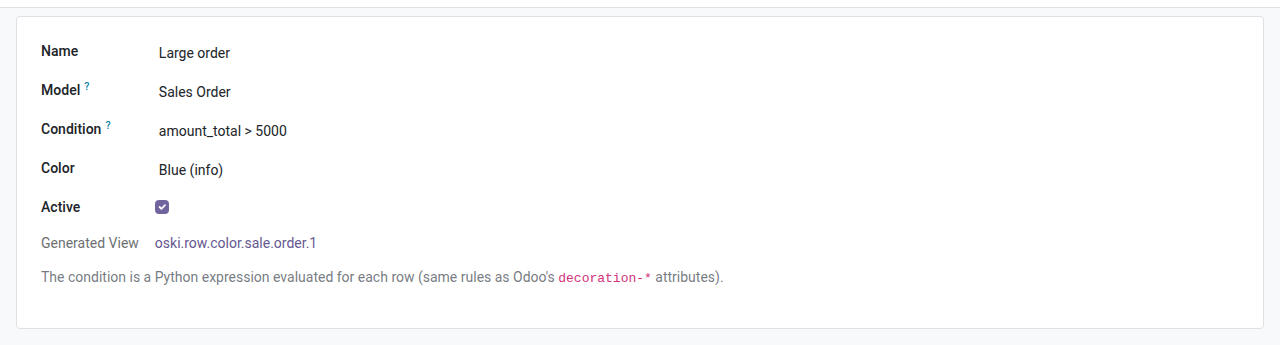 Name Large order
Model ? Sales Order
Condition ? amount_total > 5000
Color Blue (info)
Active
Generated View oski.row.color.sale.order.1
The condition is a Python expression evaluated for each row (same rules as Odoo's decoration-* attributes).